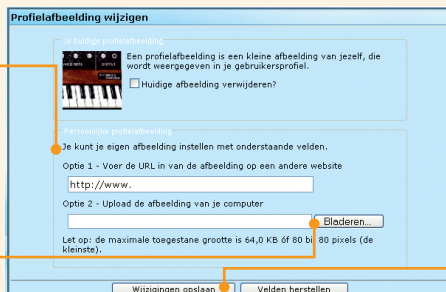 Profielafbeelding wijzigen
Je huidige profielafbeelding
Een profielafbeelding is een kleine afbeelding van jezelf, die
wordt weergegeven in je gebruikersprofiel.
Huidige afbeelding verwijderen?
Persoonlijke profielafbeelding
Je kunt je eigen afbeelding instellen met onderstaande velden.
Optie 1 - Voer de URL in van de afbeelding op een andere website
http://www.
Optie 2 - Upload de afbeelding van je computer
Bladeren...
Let op: de maximale toegestane grootte is 64,0 KB óf 80 bij 80 pixels (de
kleinste).
Wijzigingen opslaan
Velden herstellen